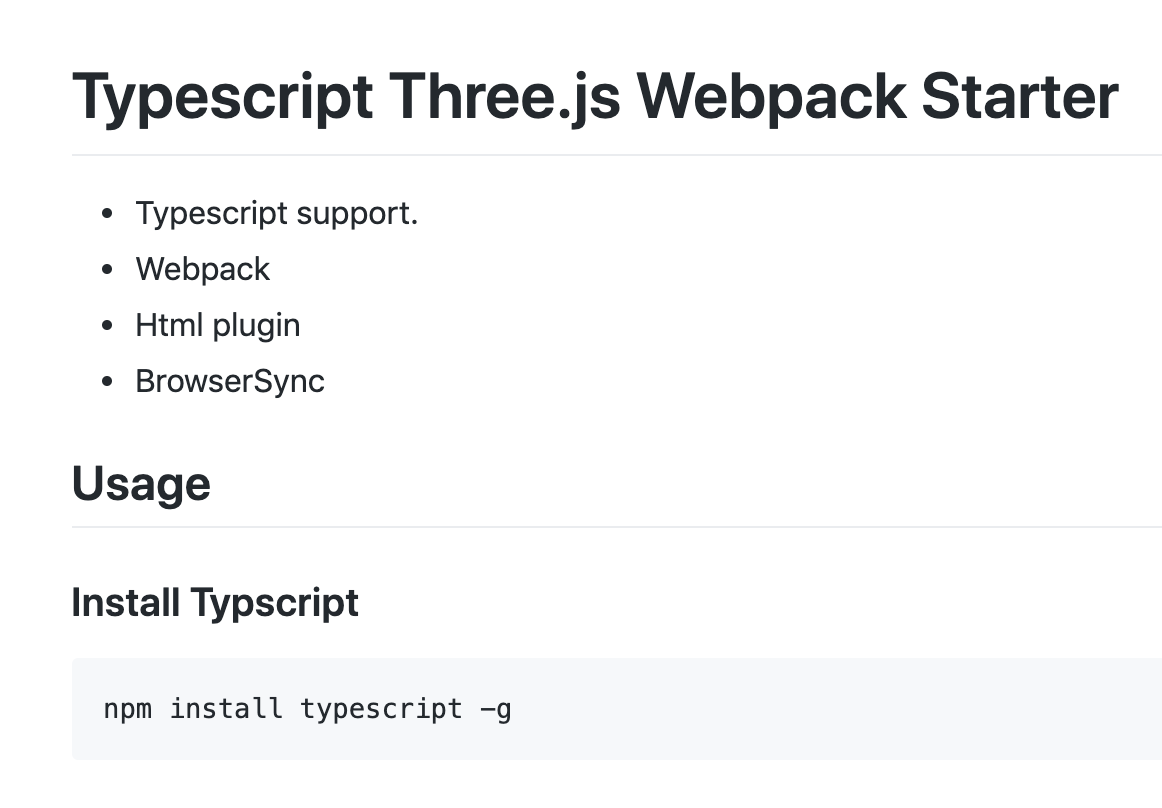 Typescript Three.js Webpack Starter
Typescript support.
Webpack
Html plugin
BrowserSync
Usage
Install Typscript
npm install typescript -g